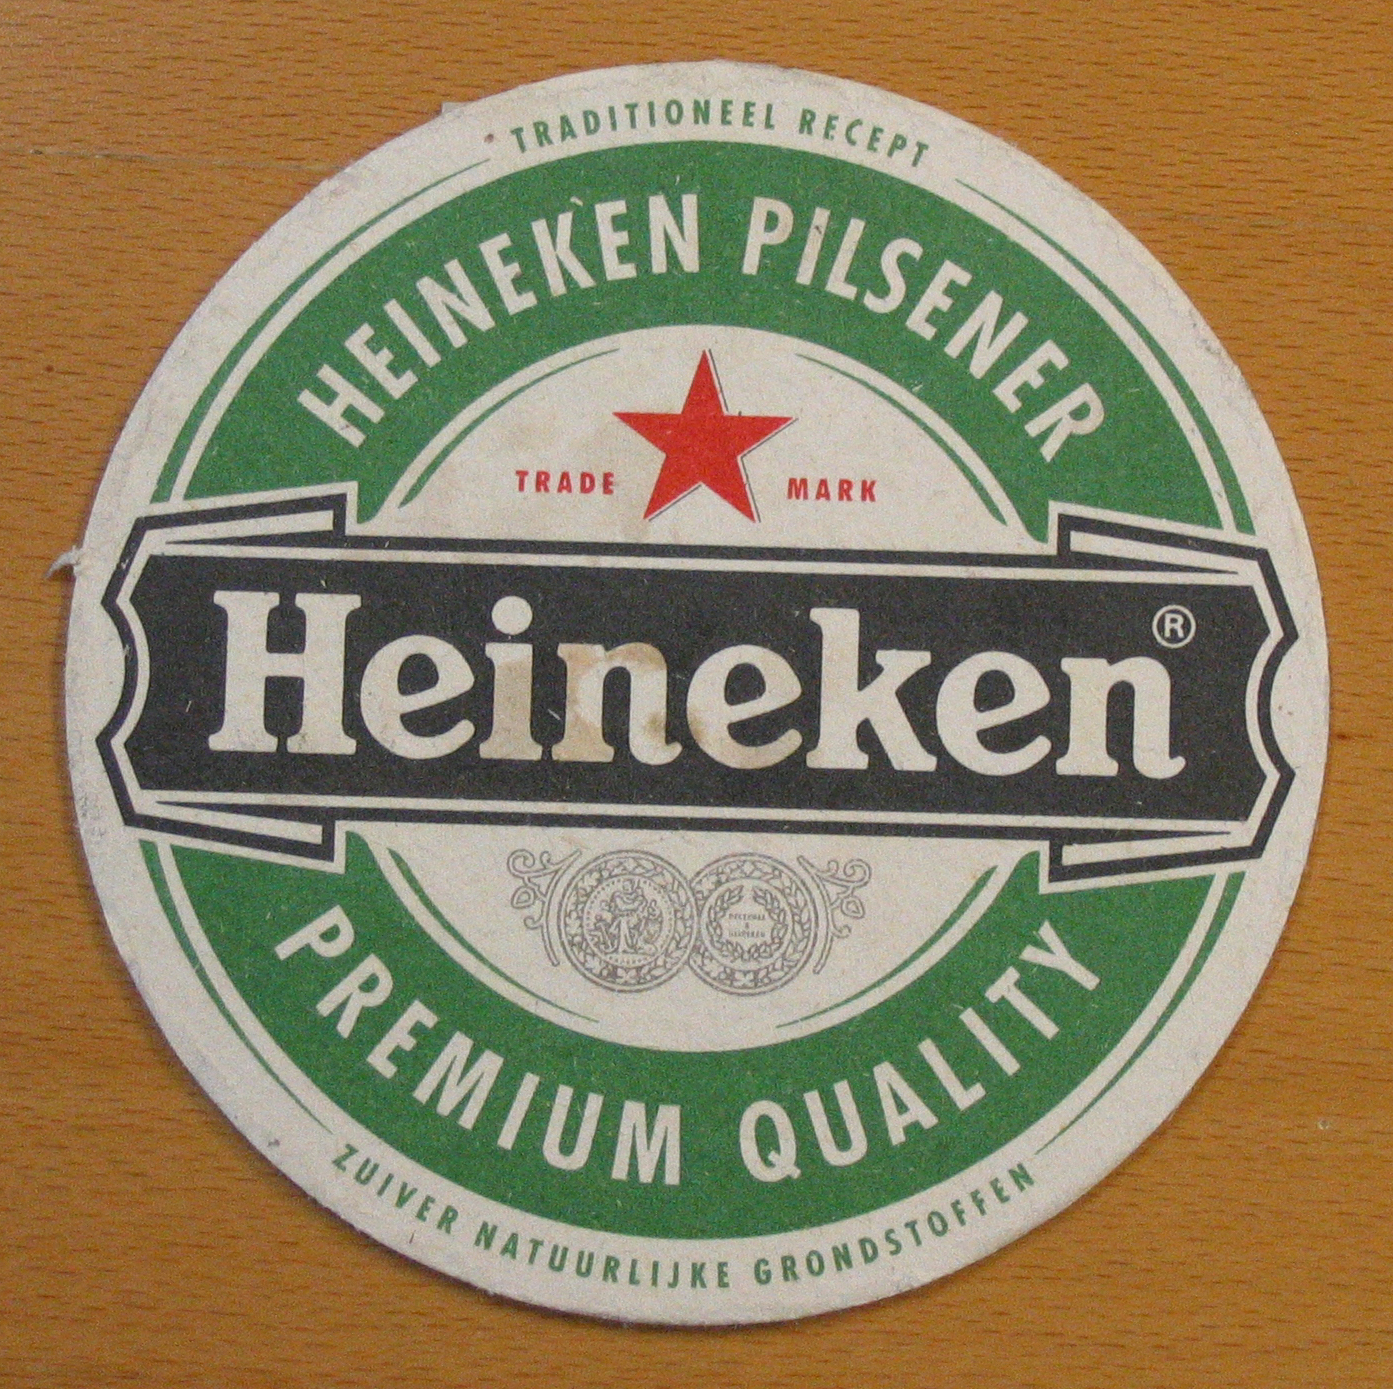 TRADITIONEEL RECEPT
HEINEKEN PILSENER
TRADE MARK
Heineken®
PREMIUM QUALITY
ZUIVER NATUURLIJKE GRONDSTOFFEN